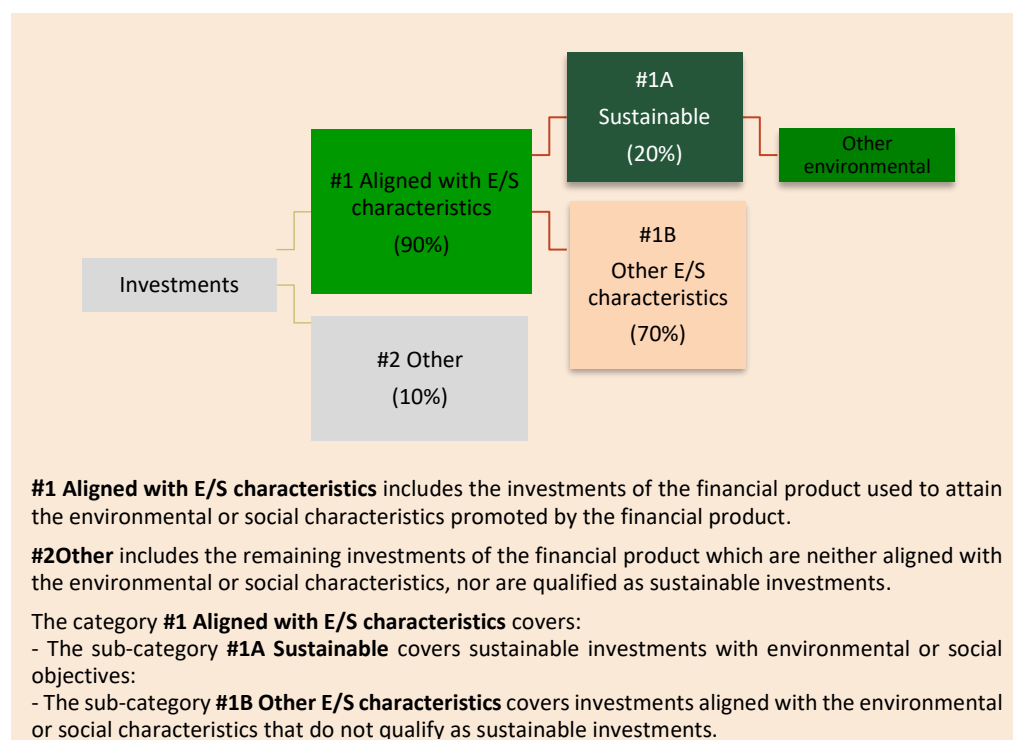 #1A
Sustainable
(20%)
Other
environmental
#1 Aligned with E/S
characteristics
(90%)
#1B
Other E/S
characteristics
(70%)
Investments
#2 Other
(10%)
#1 Aligned with E/S characteristics includes the investments of the financial product used to attain
the environmental or social characteristics promoted by the financial product.
#2Other includes the remaining investments of the financial product which are neither aligned with
the environmental or social characteristics, nor are qualified as sustainable investments.
The category #1 Aligned with E/S characteristics covers:
- The sub-category #1A Sustainable covers sustainable investments with environmental or social
objectives:
- The sub-category #1B Other E/S characteristics covers investments aligned with the environmental
or social characteristics that do not qualify as sustainable investments.